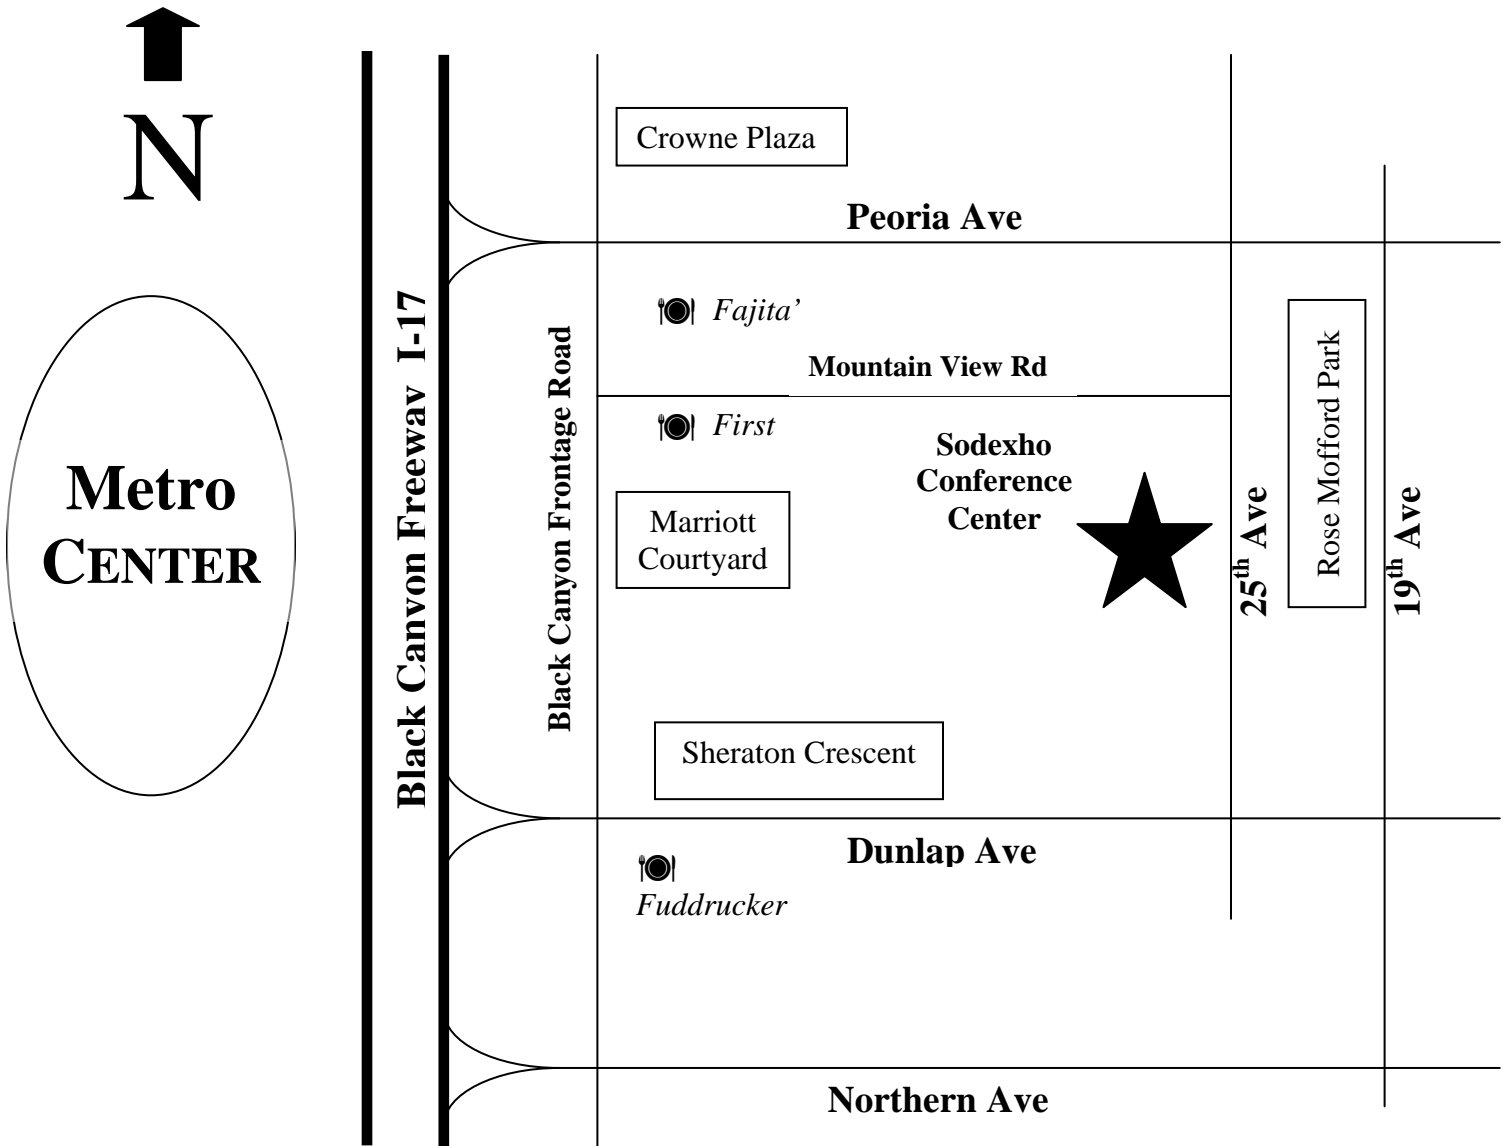 N
Crowne Plaza
Peoria Ave
Fajita’
Mountain View Rd
First
Sodexho
Conference
Center
Metro
CENTER
Black Canyon Freeway I-17
Black Canyon Frontage Road
Marriott
Courtyard
25th Ave
Rose Mofford Park
19th Ave
Sheraton Crescent
Dunlap Ave
Fuddrucker
Northern Ave